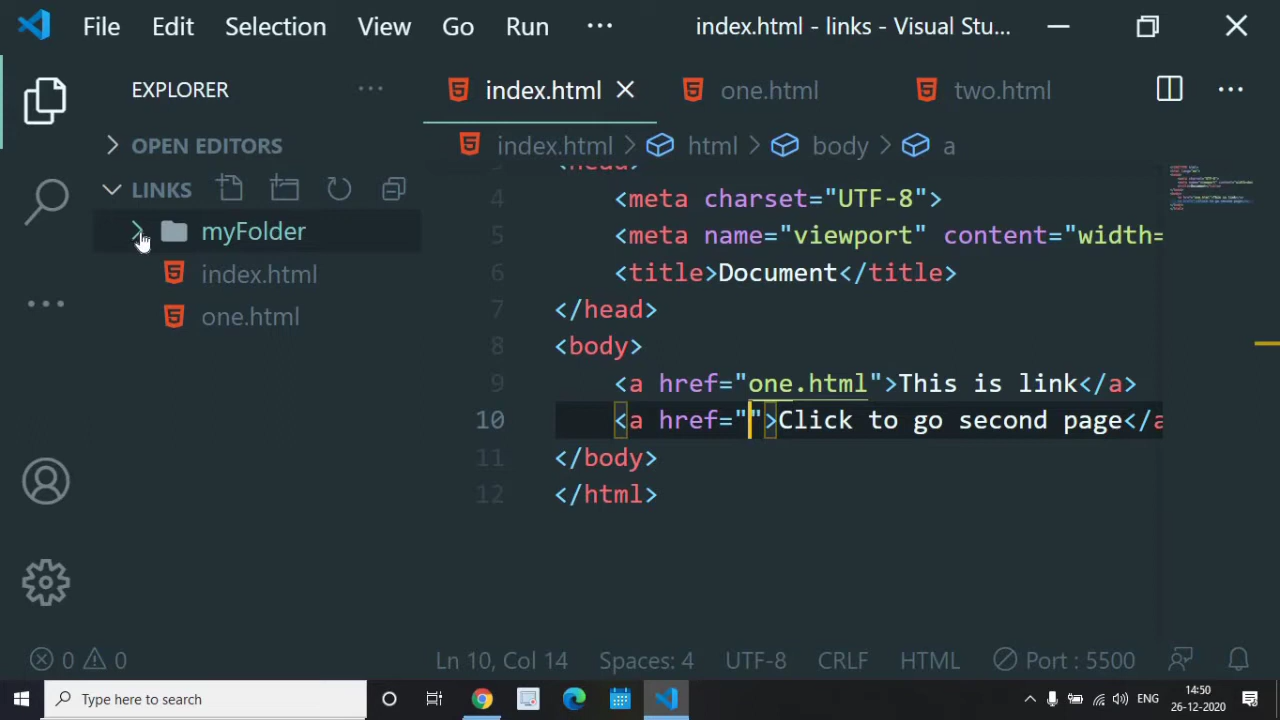 File Edit Selection View Go Run ··· index.html - links - Visual Stu...
EXPLORER ··· index.html one.html two.html ···
OPEN EDITORS index.html > html > body > a
LINKS
myFolder
index.html
one.html
3 <head>
4 <meta charset="UTF-8">
5 <meta name="viewport" content="width=
6 <title>Document</title>
7 </head>
8 <body>
9 <a href="one.html">This is link</a>
10 <a href="">Click to go second page</a
11 </body>
12 </html>
0 0 Ln 10, Col 14 Spaces: 4 UTF-8 CRLF HTML Port : 5500
Type here to search ENG 14:50
26-12-2020